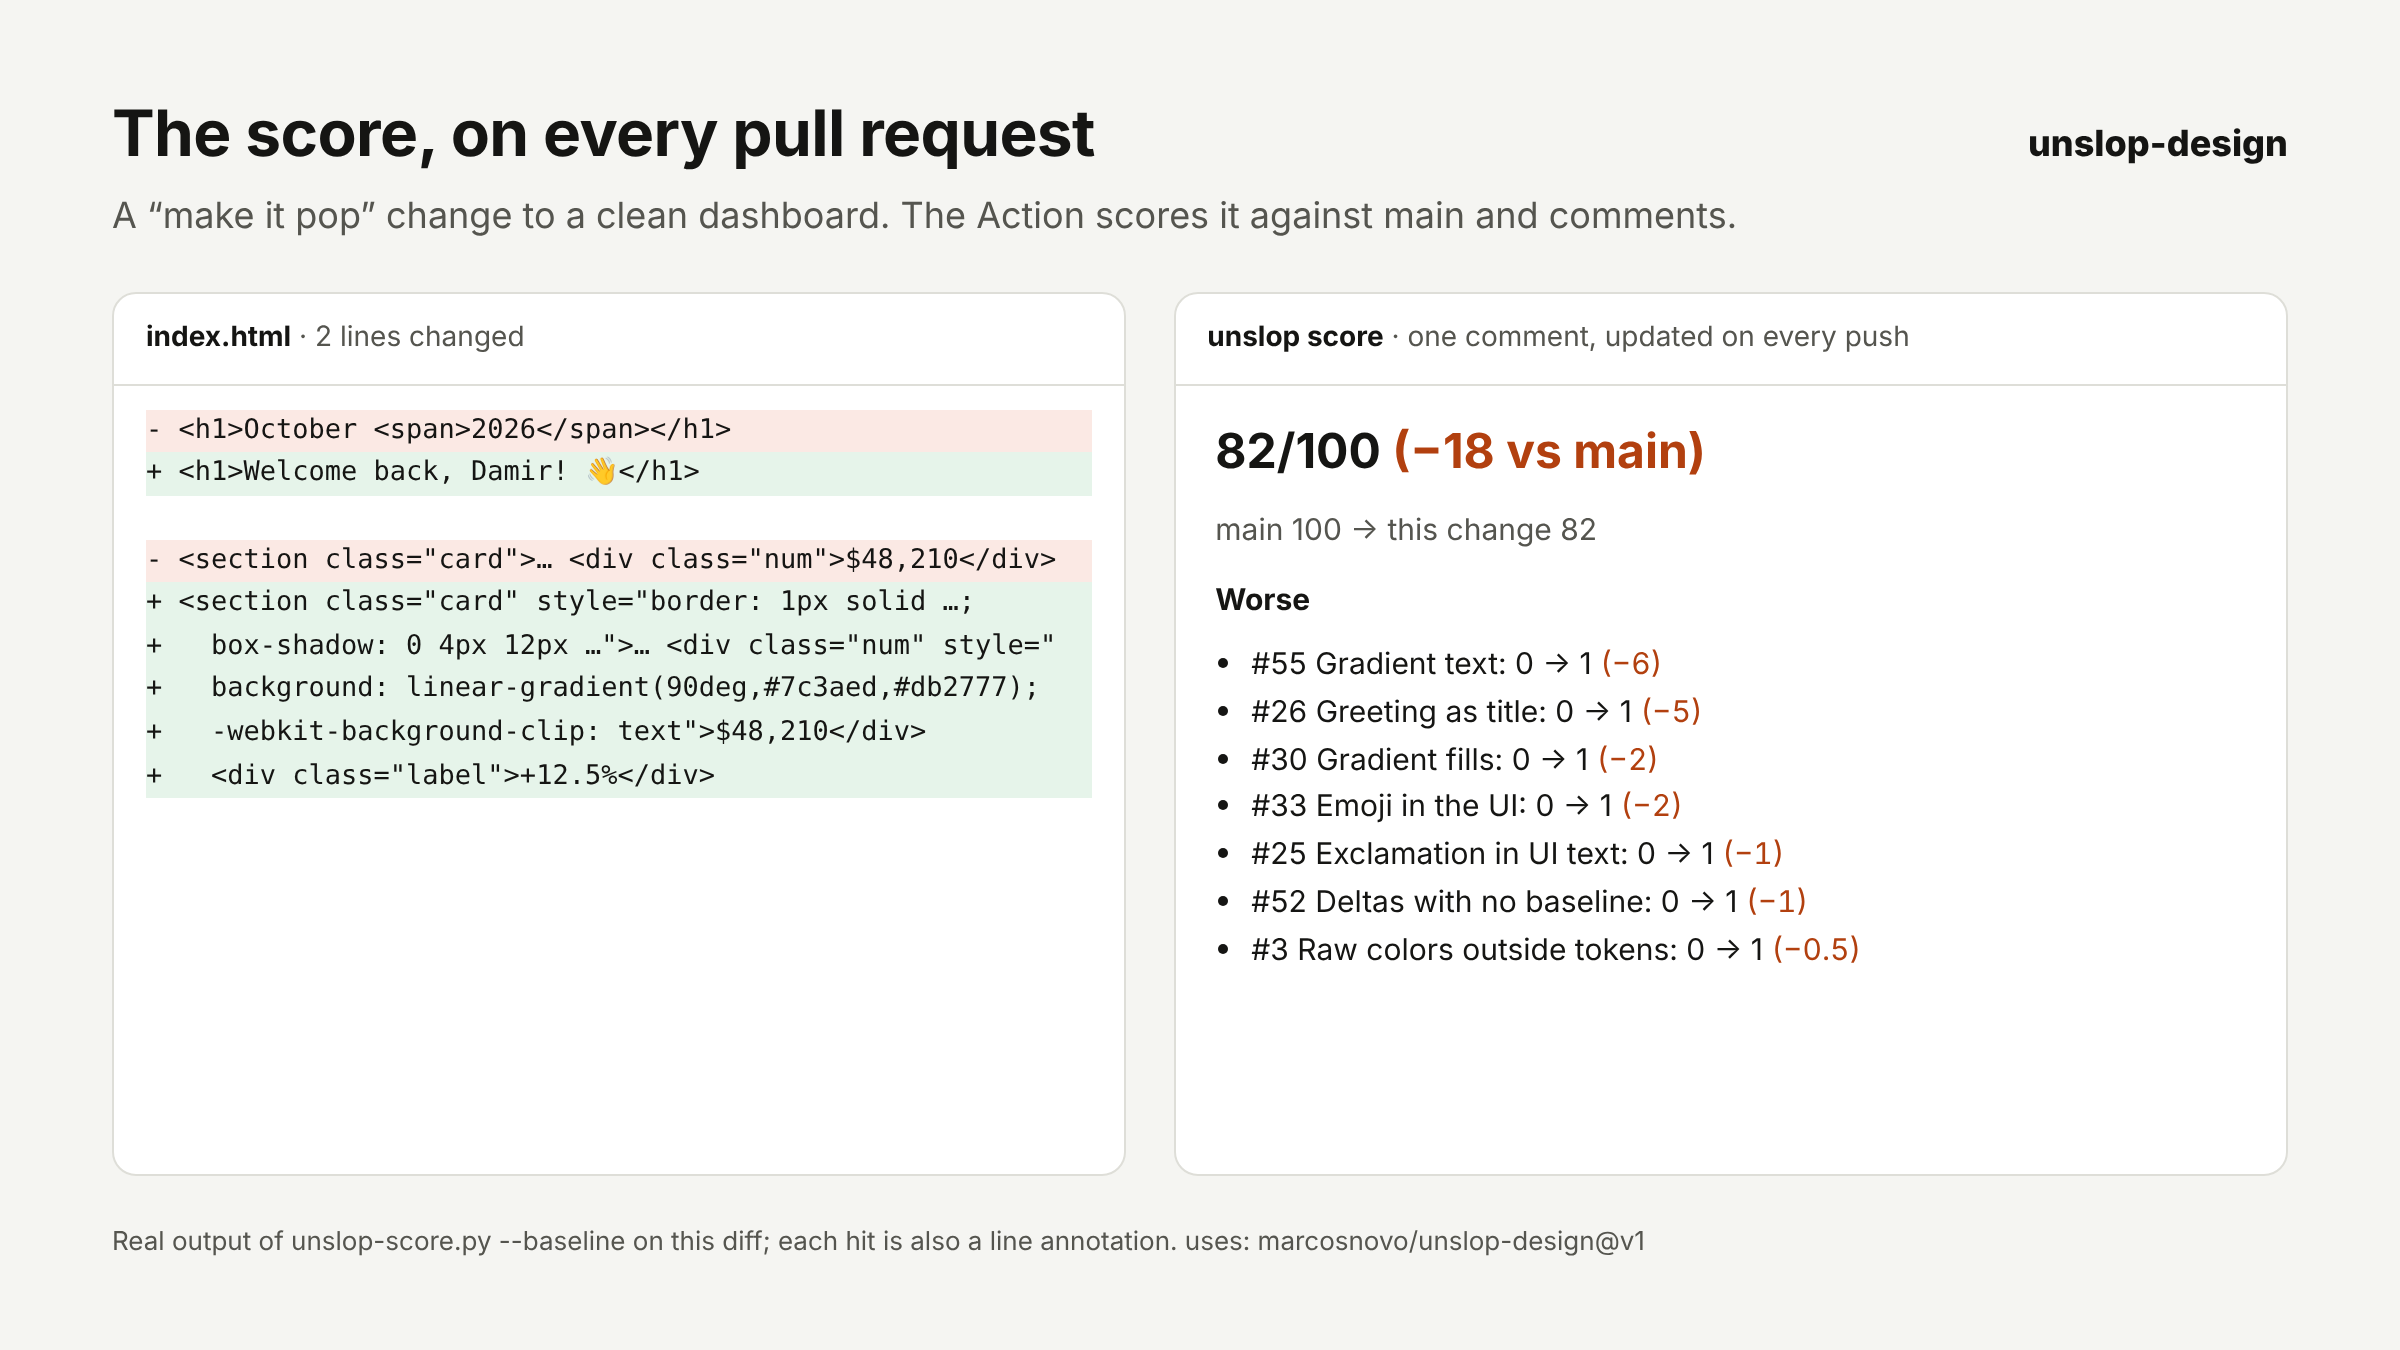 The score, on every pull request
unslop-design
A “make it pop” change to a clean dashboard. The Action scores it against main and comments.
index.html · 2 lines changed
- <h1>October <span>2026</span></h1>
+ <h1>Welcome back, Damir! 👋</h1>
- <section class="card">… <div class="num">$48,210</div>
+ <section class="card" style="border: 1px solid …;
+   box-shadow: 0 4px 12px …">… <div class="num" style="
+   background: linear-gradient(90deg,#7c3aed,#db2777);
+   -webkit-background-clip: text">$48,210</div>
+   <div class="label">+12.5%</div>
unslop score · one comment, updated on every push
82/100 (−18 vs main)
main 100 → this change 82
Worse
• #55 Gradient text: 0 → 1 (−6)
• #26 Greeting as title: 0 → 1 (−5)
• #30 Gradient fills: 0 → 1 (−2)
• #33 Emoji in the UI: 0 → 1 (−2)
• #25 Exclamation in UI text: 0 → 1 (−1)
• #52 Deltas with no baseline: 0 → 1 (−1)
• #3 Raw colors outside tokens: 0 → 1 (−0.5)
Real output of unslop-score.py --baseline on this diff; each hit is also a line annotation. uses: marcosnovo/unslop-design@v1